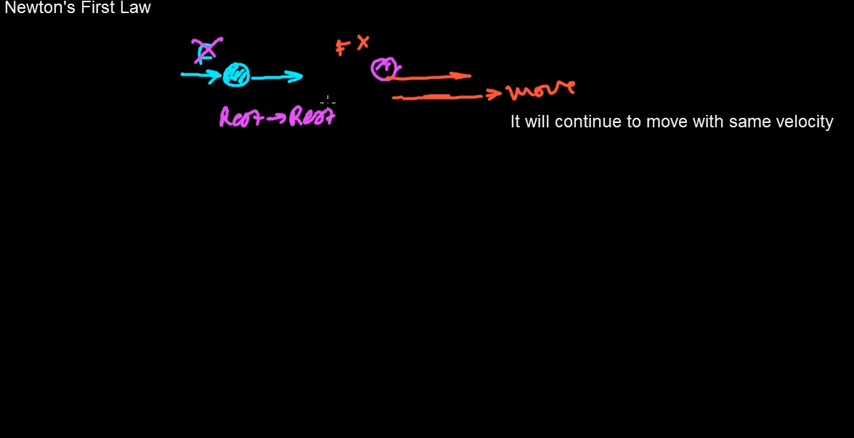 Newton's First Law
F
F x
move
Rest → Rest
It will continue to move with same velocity